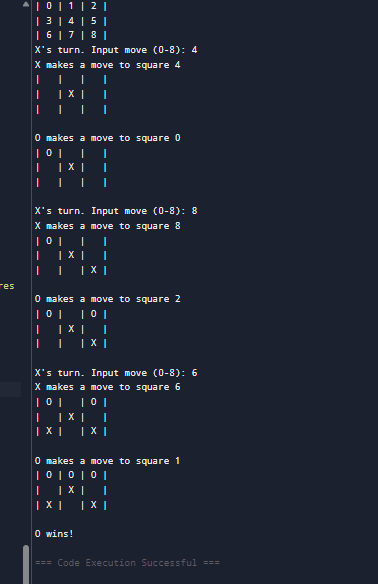 | 0 | 1 | 2 |
| 3 | 4 | 5 |
| 6 | 7 | 8 |
X's turn. Input move (0-8): 4
X makes a move to square 4
|   |   |   |
|   | X |   |
|   |   |   |
O makes a move to square 0
| O |   |   |
|   | X |   |
|   |   |   |
X's turn. Input move (0-8): 8
X makes a move to square 8
| O |   |   |
|   | X |   |
|   |   | X |
res
O makes a move to square 2
| O |   | O |
|   | X |   |
|   |   | X |
X's turn. Input move (0-8): 6
X makes a move to square 6
| O |   | O |
|   | X |   |
| X |   | X |
O makes a move to square 1
| O | O | O |
|   | X |   |
| X |   | X |
O wins!
=== Code Execution Successful ===